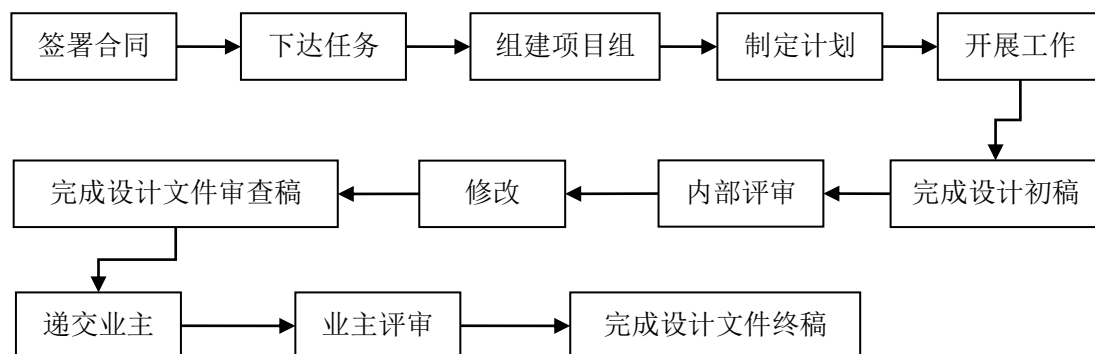 签署合同
下达任务
组建项目组
制定计划
开展工作
完成设计初稿
内部评审
修改
完成设计文件审查稿
递交业主
业主评审
完成设计文件终稿